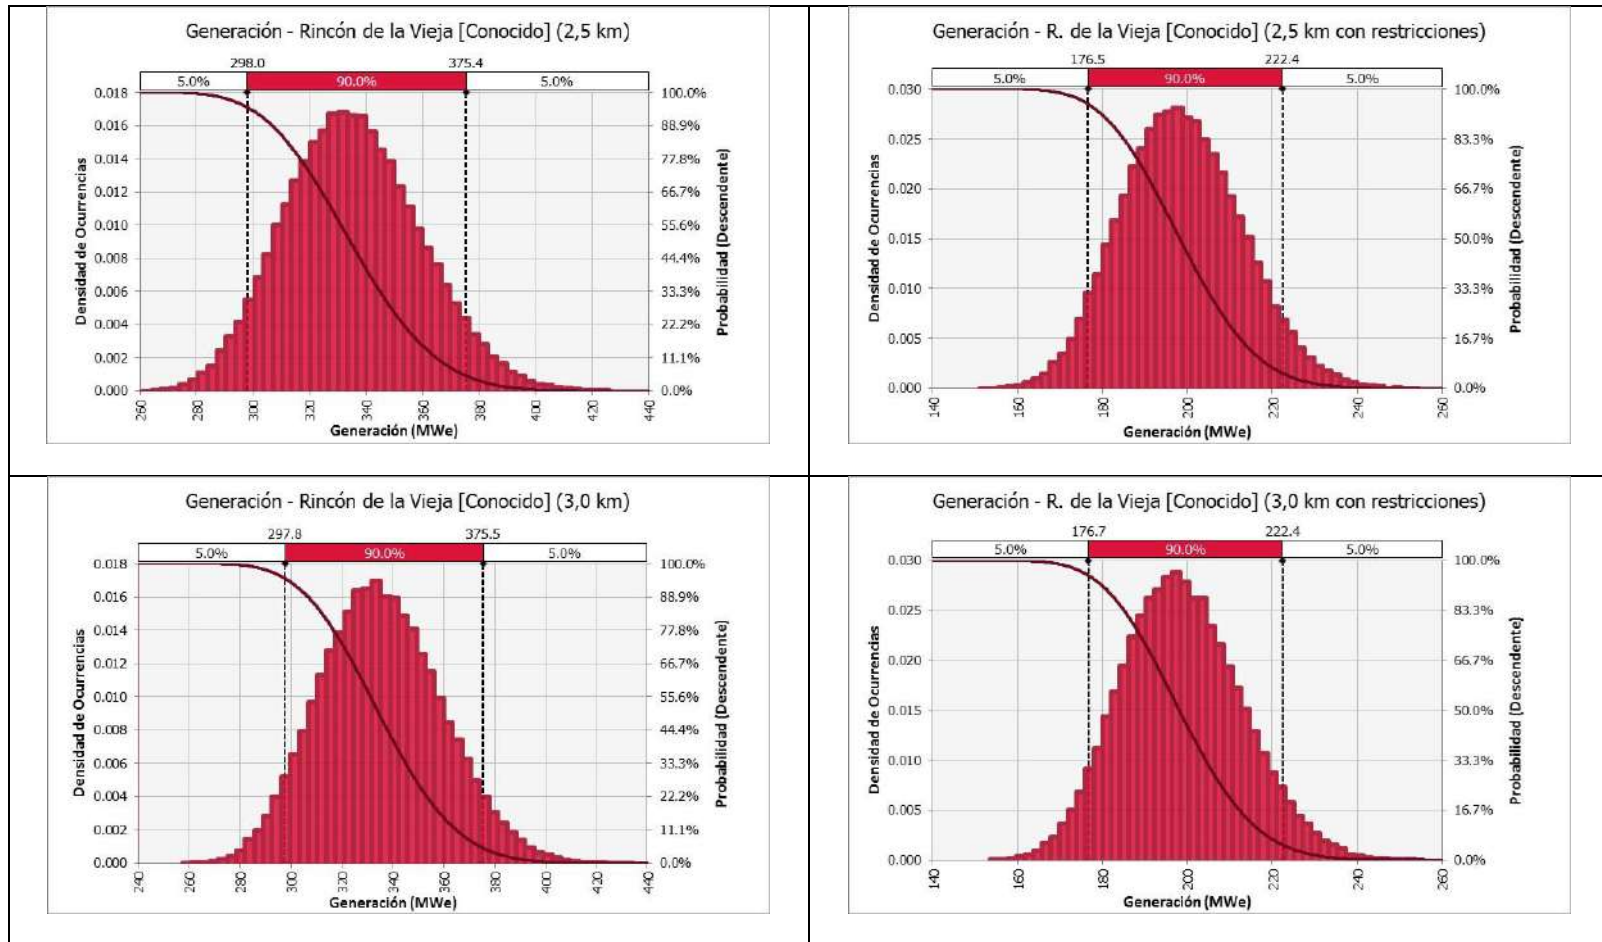 Generación - Rincón de la Vieja [Conocido] (2,5 km)
298.0 375.4
5.0% 90.0% 5.0%
0.018 100.0%
0.016 88.9%
0.014 77.8%
0.012 66.7%
0.010 55.6%
0.008 44.4%
0.006 33.3%
0.004 22.2%
0.002 11.1%
0.000 0.0%
Densidad de Ocurrencias
Probabilidad (Descendente)
260 280 300 320 340 360 380 400 420 440
Generación (MWe)
Generación - R. de la Vieja [Conocido] (2,5 km con restricciones)
176.5 222.4
5.0% 90.0% 5.0%
0.030 100.0%
0.025 83.3%
0.020 66.7%
0.015 50.0%
0.010 33.3%
0.005 16.7%
0.000 0.0%
Densidad de Ocurrencias
Probabilidad (Descendente)
140 160 180 200 220 240 260
Generación (MWe)
Generación - Rincón de la Vieja [Conocido] (3,0 km)
297.8 375.5
5.0% 90.0% 5.0%
0.018 100.0%
0.016 88.9%
0.014 77.8%
0.012 66.7%
0.010 55.6%
0.008 44.4%
0.006 33.3%
0.004 22.2%
0.002 11.1%
0.000 0.0%
Densidad de Ocurrencias
Probabilidad (Descendente)
240 260 280 300 320 340 360 380 400 420 440
Generación (MWe)
Generación - R. de la Vieja [Conocido] (3,0 km con restricciones)
176.7 222.4
5.0% 90.0% 5.0%
0.030 100.0%
0.025 83.3%
0.020 66.7%
0.015 50.0%
0.010 33.3%
0.005 16.7%
0.000 0.0%
Densidad de Ocurrencias
Probabilidad (Descendente)
140 160 180 200 220 240 260
Generación (MWe)